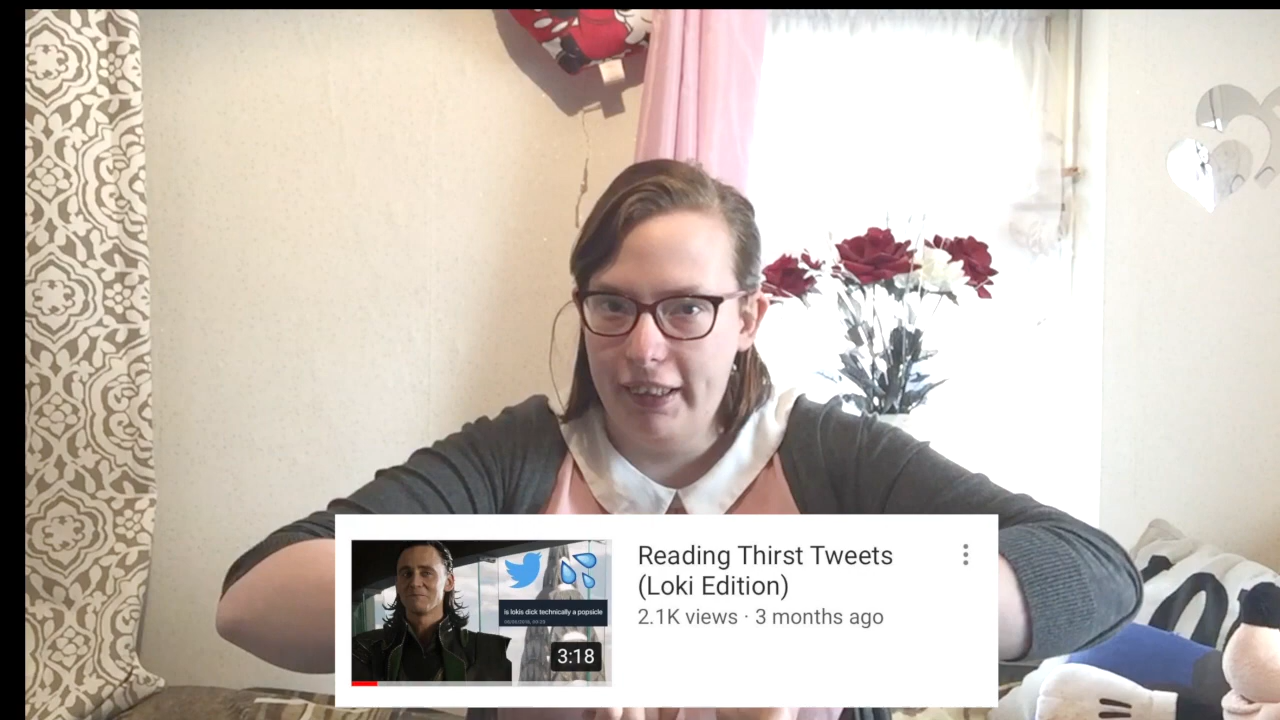 is lokis dick technically a popsicle
3:18
Reading Thirst Tweets
(Loki Edition)
2.1K views · 3 months ago